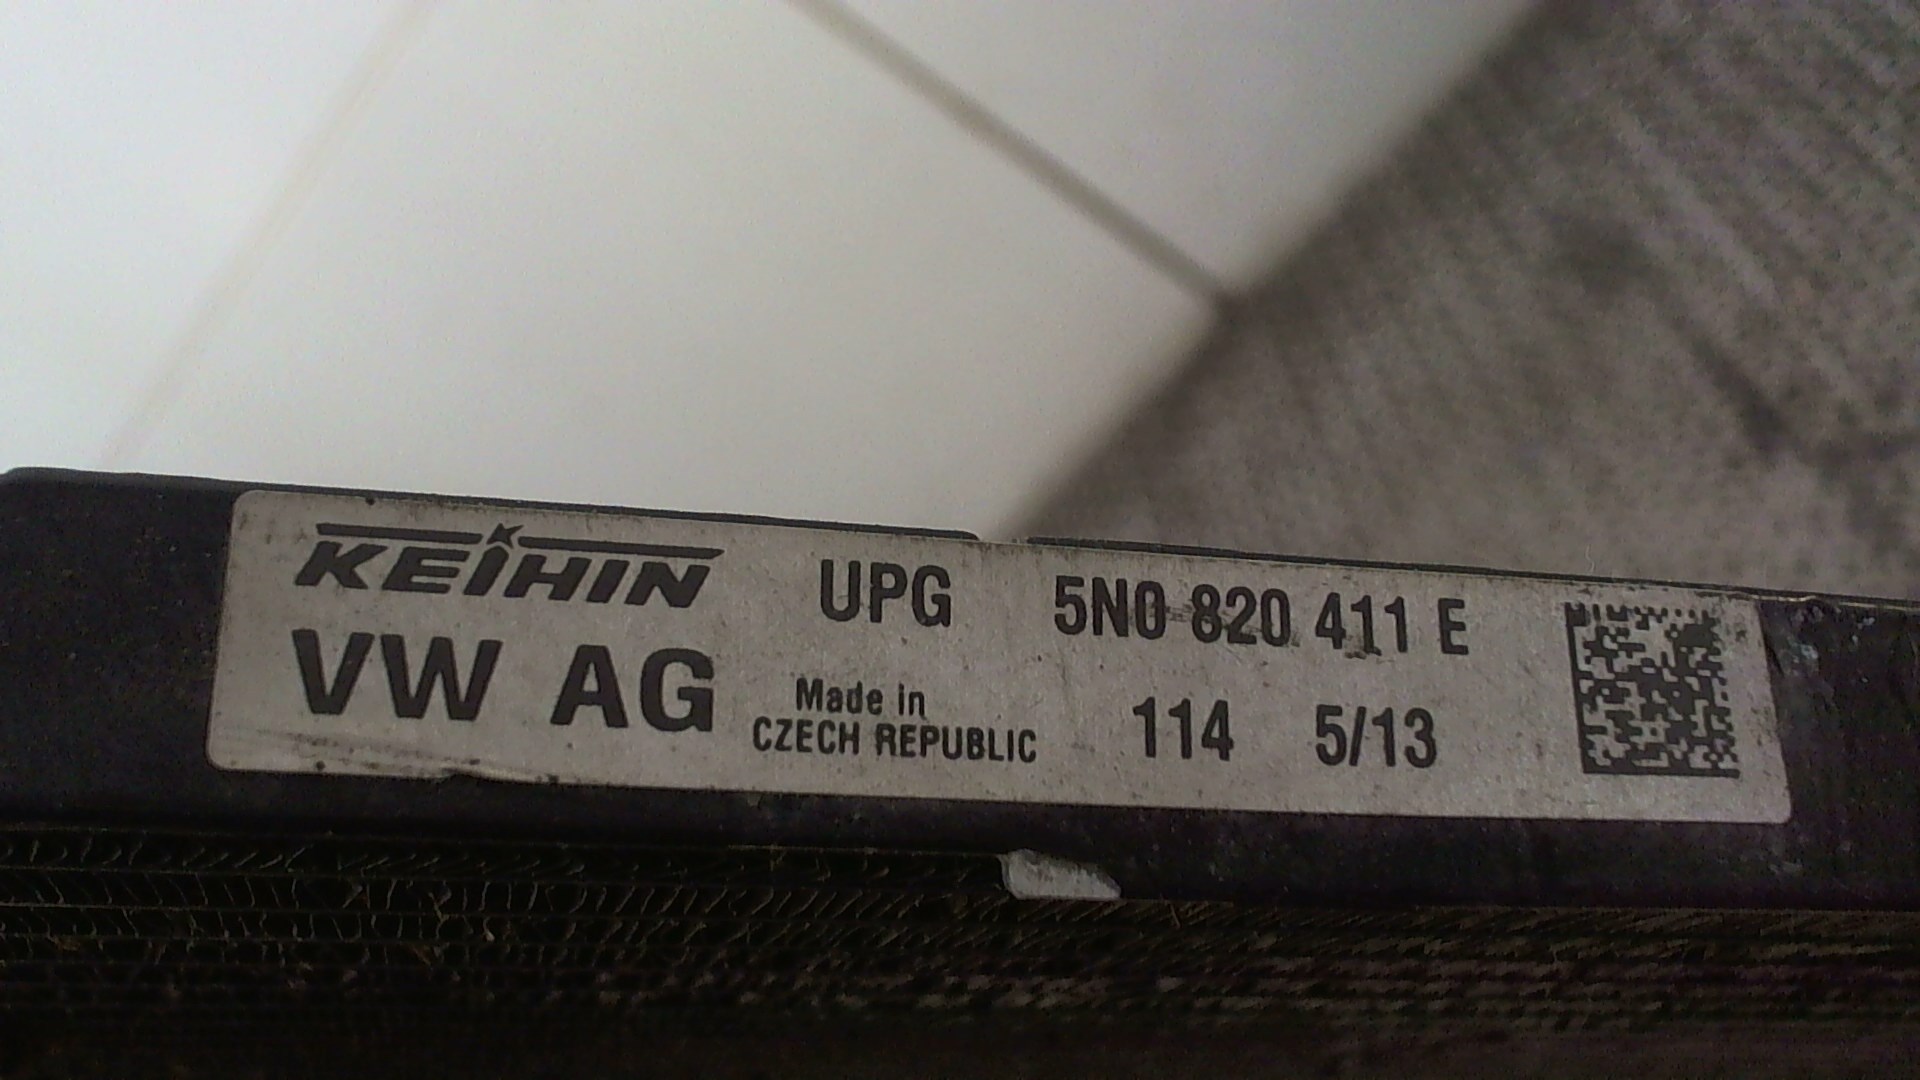 KEIHIN UPG 5N0 820 411 E
VW AG Made in 114 5/13
CZECH REPUBLIC